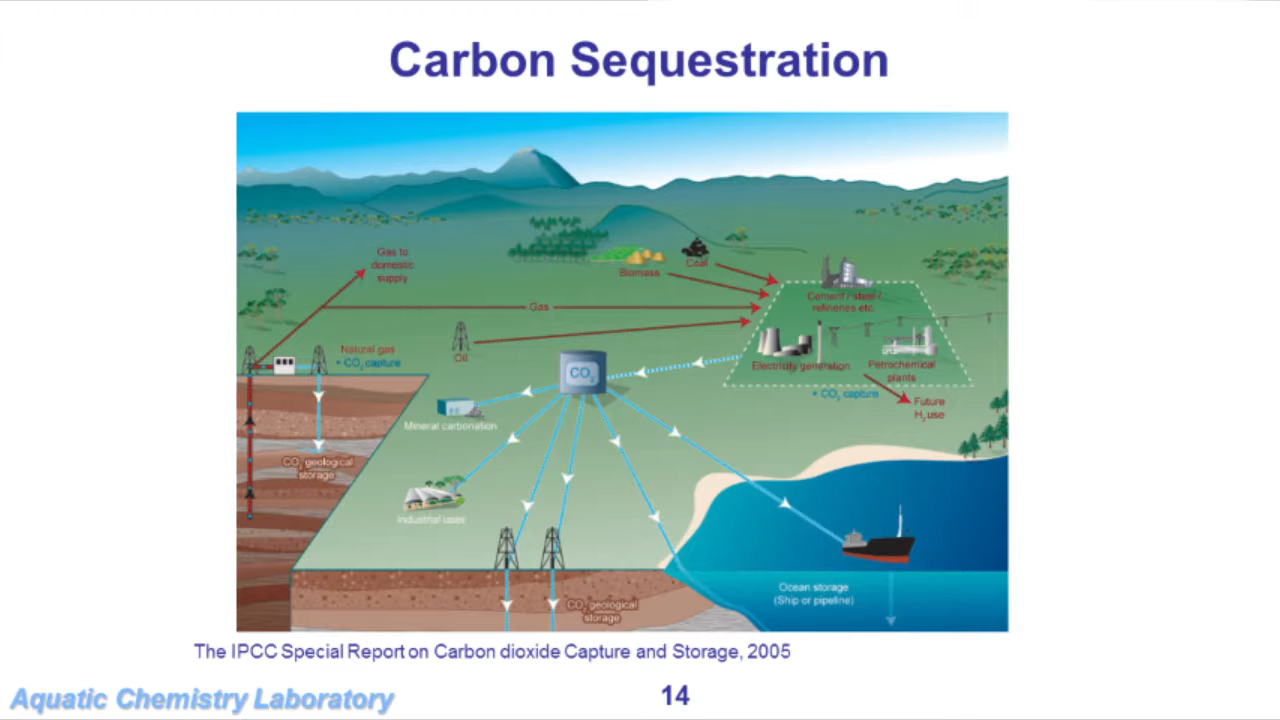 Carbon Sequestration
Gas to
domestic
supply
Biomass
Coal
Cement / steel /
refineries etc
Gas
Oil
Natural gas
+ CO2 capture
CO2
Electricity generation
Petrochemical
plants
+ CO2 capture
Future
H2 use
Mineral carbonation
CO2 geological
storage
Industrial uses
Ocean storage
(Ship or pipeline)
CO2 geological
storage
The IPCC Special Report on Carbon dioxide Capture and Storage, 2005
Aquatic Chemistry Laboratory
14